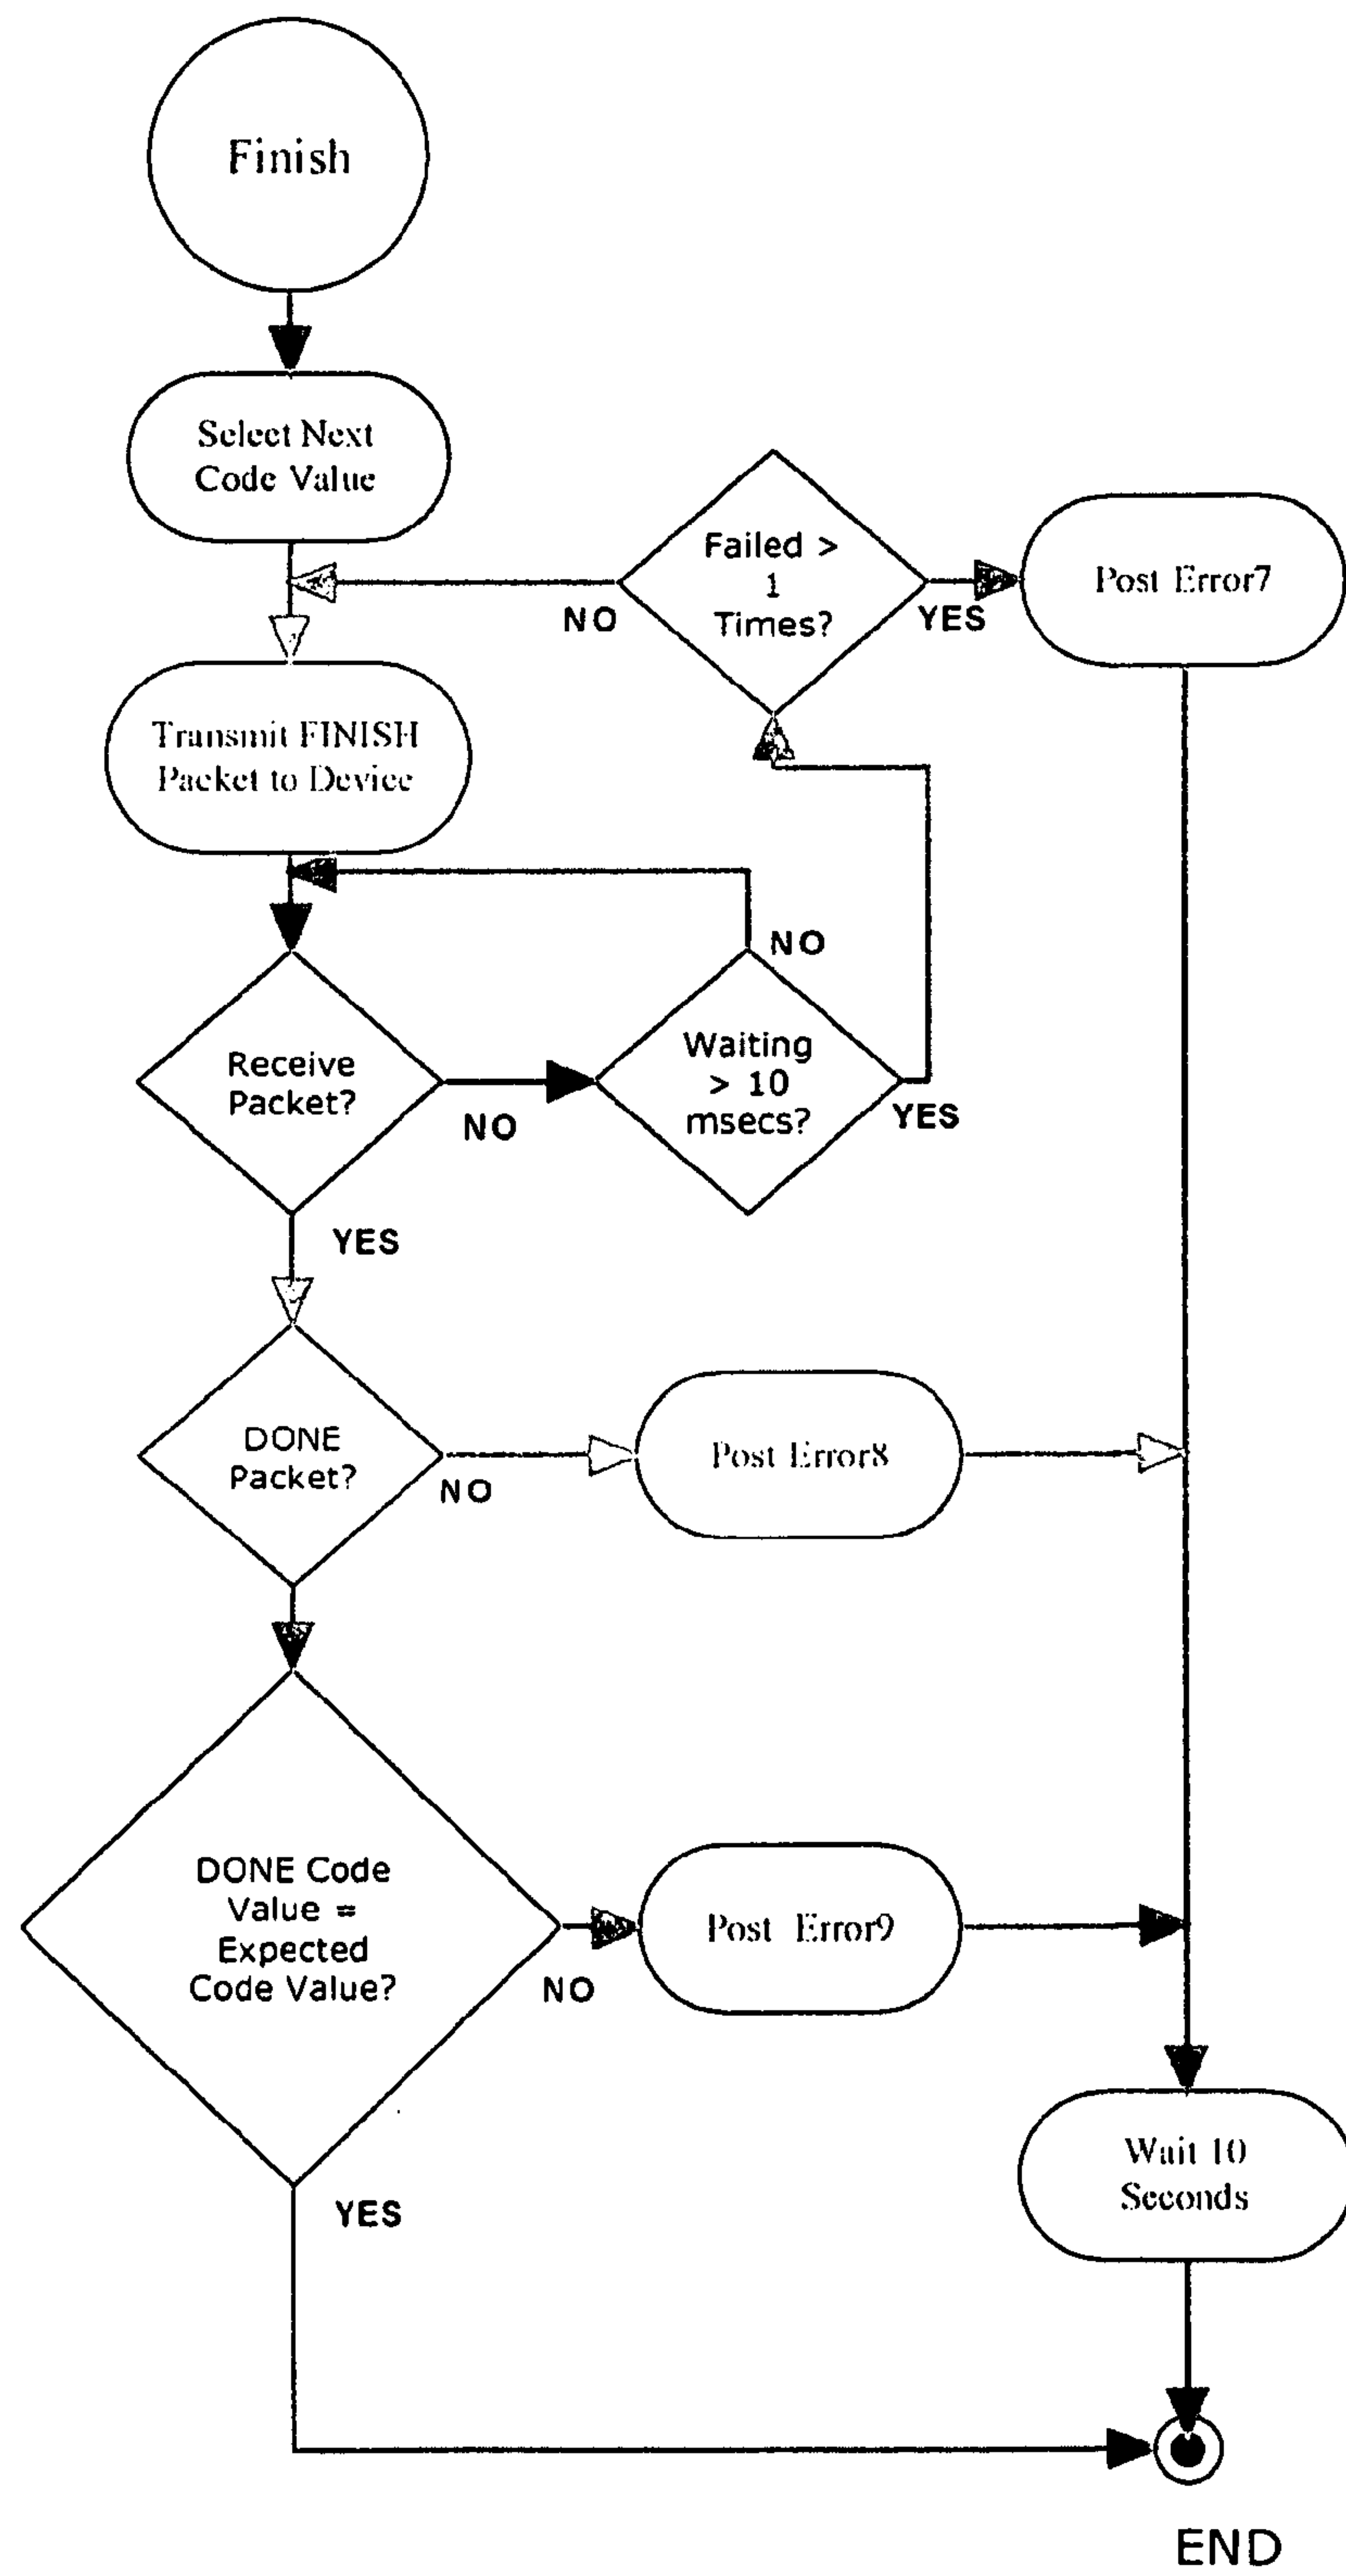 Finish
Select Next
Code Value
Failed >
1
Times?
NO
YES
Post Error7
Transmit FINISH
Packet to Device
NO
Receive
Packet?
NO
Waiting
> 10
msecs?
YES
YES
DONE
Packet?
NO
Post Error8
DONE Code
Value =
Expected
Code Value?
NO
Post Error9
YES
Wait 10
Seconds
END